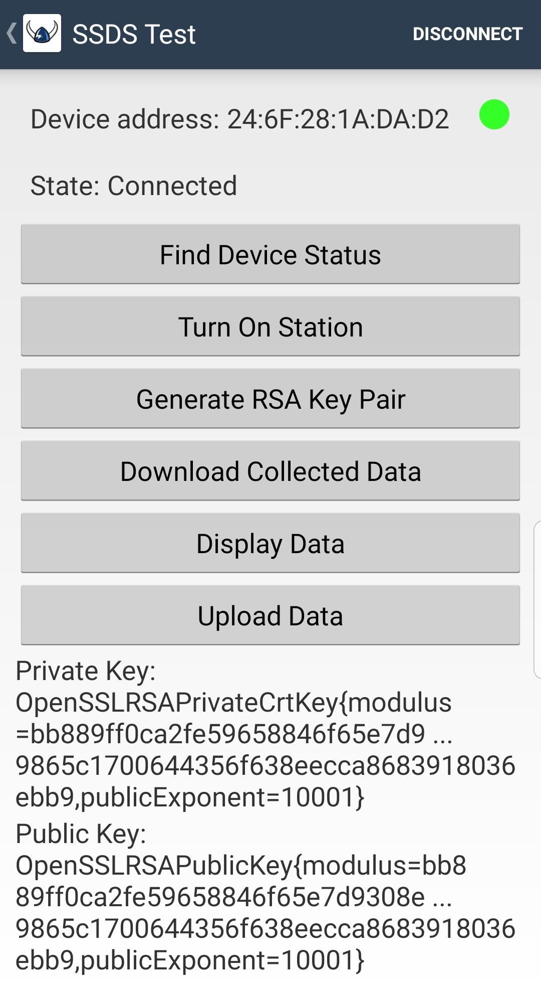 SSDS Test
DISCONNECT
Device address: 24:6F:28:1A:DA:D2
State: Connected
Find Device Status
Turn On Station
Generate RSA Key Pair
Download Collected Data
Display Data
Upload Data
Private Key:
OpenSSLRSAPrivateCrtKey{modulus
=bb889ff0ca2fe59658846f65e7d9 ...
9865c1700644356f638eecca8683918036
ebb9,publicExponent=10001}
Public Key:
OpenSSLRSAPublicKey{modulus=bb8
89ff0ca2fe59658846f65e7d9308e ...
9865c1700644356f638eecca8683918036
ebb9,publicExponent=10001}